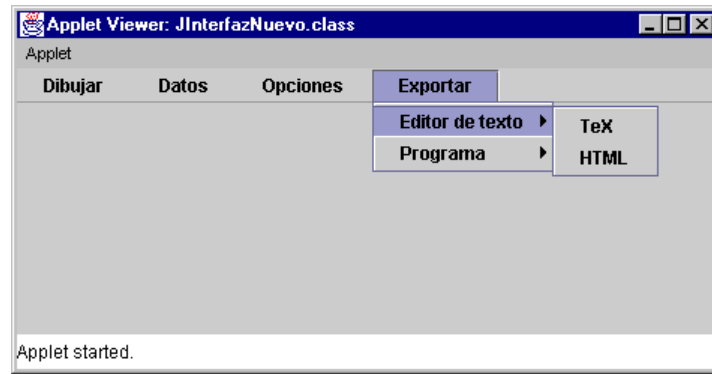 Applet Viewer: JInterfazNuevo.class
Applet
Dibujar Datos Opciones Exportar
Editor de texto TeX
Programa HTML
Applet started.